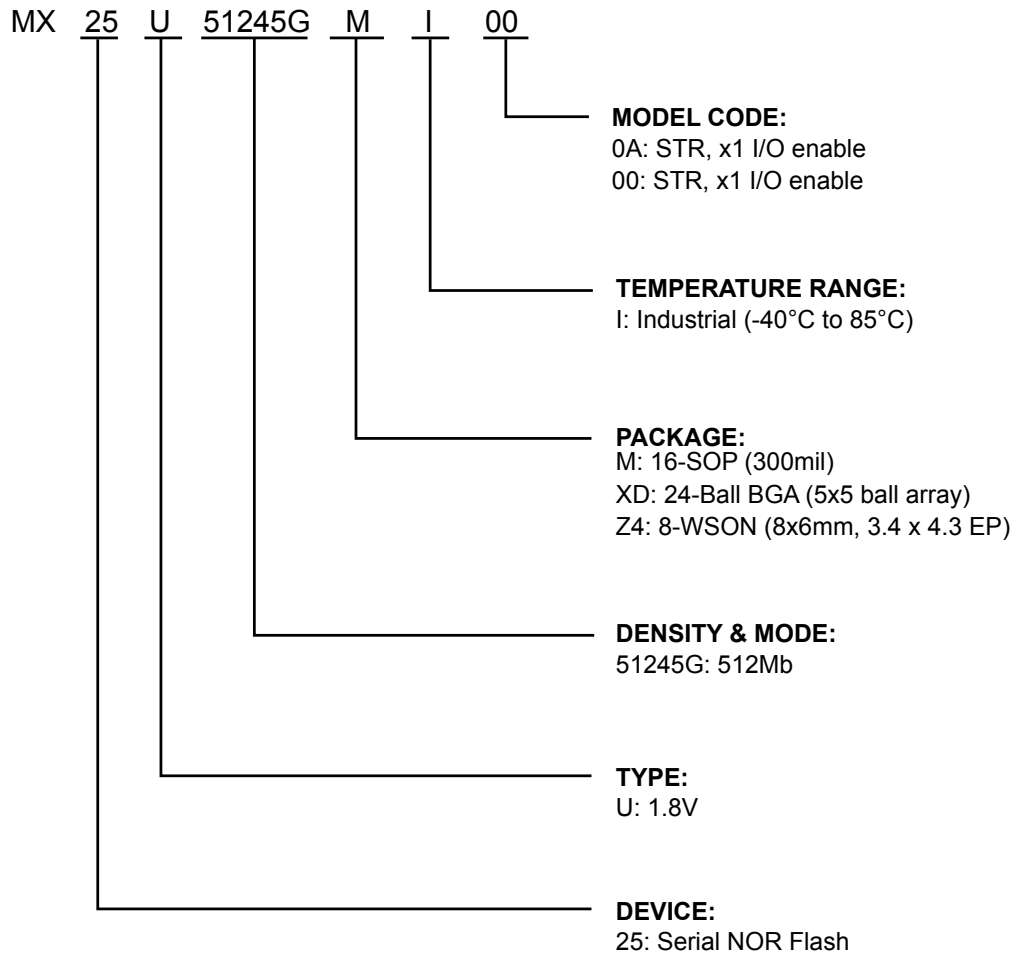 MX 25 U 51245G M I 00
MODEL CODE:
0A: STR, x1 I/O enable
00: STR, x1 I/O enable
TEMPERATURE RANGE:
I: Industrial (-40°C to 85°C)
PACKAGE:
M: 16-SOP (300mil)
XD: 24-Ball BGA (5x5 ball array)
Z4: 8-WSON (8x6mm, 3.4 x 4.3 EP)
DENSITY & MODE:
51245G: 512Mb
TYPE:
U: 1.8V
DEVICE:
25: Serial NOR Flash